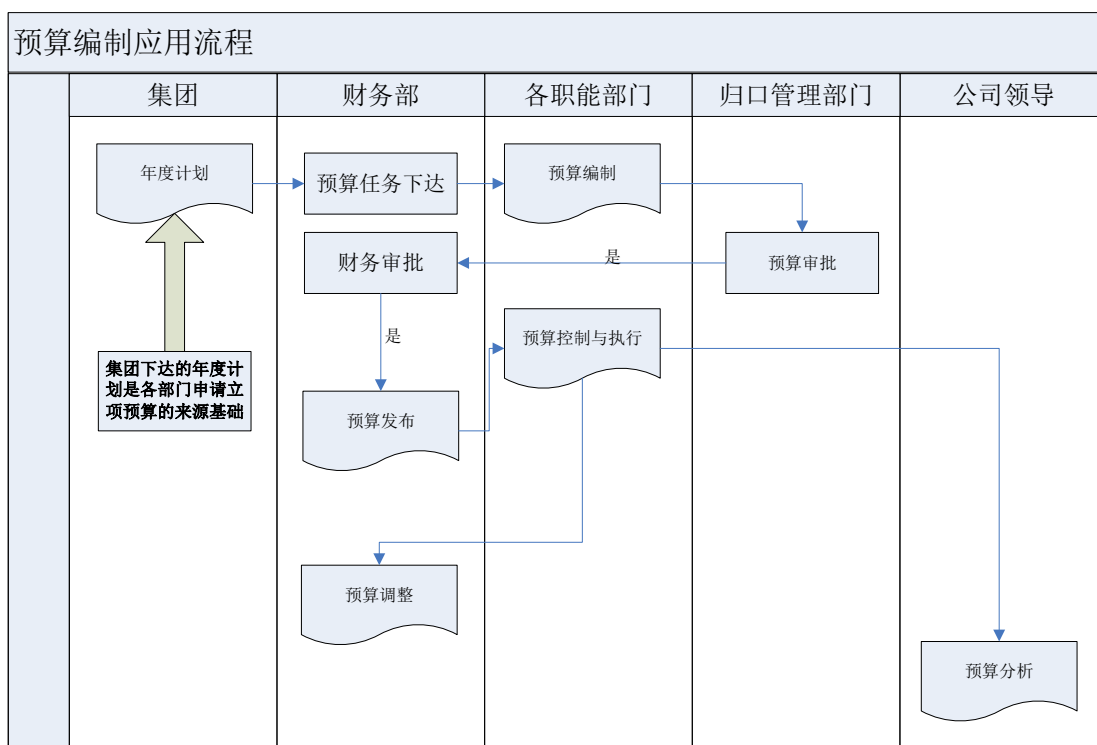 预算编制应用流程
集团
财务部
各职能部门
归口管理部门
公司领导
年度计划
预算任务下达
预算编制
财务审批
是
预算审批
是
预算控制与执行
集团下达的年度计
划是各部门申请立
项预算的来源基础
预算发布
预算调整
预算分析